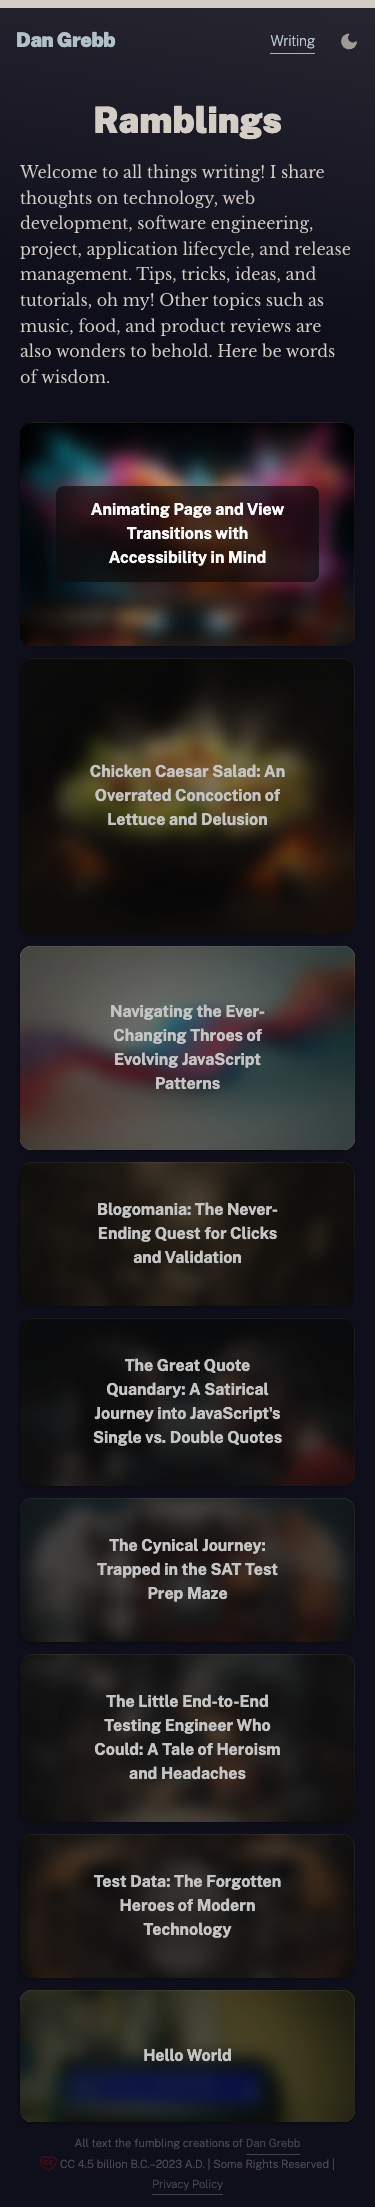 Dan Grebb
Writing
Ramblings
Welcome to all things writing! I share
thoughts on technology, web
development, software engineering,
project, application lifecycle, and release
management. Tips, tricks, ideas, and
tutorials, oh my! Other topics such as
music, food, and product reviews are
also wonders to behold. Here be words
of wisdom.
Animating Page and View
Transitions with
Accessibility in Mind
Chicken Caesar Salad: An
Overrated Concoction of
Lettuce and Delusion
Navigating the Ever-
Changing Throes of
Evolving JavaScript
Patterns
Blogomania: The Never-
Ending Quest for Clicks
and Validation
The Great Quote
Quandary: A Satirical
Journey into JavaScript's
Single vs. Double Quotes
The Cynical Journey:
Trapped in the SAT Test
Prep Maze
The Little End-to-End
Testing Engineer Who
Could: A Tale of Heroism
and Headaches
Test Data: The Forgotten
Heroes of Modern
Technology
Hello World
All text the fumbling creations of Dan Grebb
CC 4.5 billion B.C.–2023 A.D. | Some Rights Reserved |
Privacy Policy